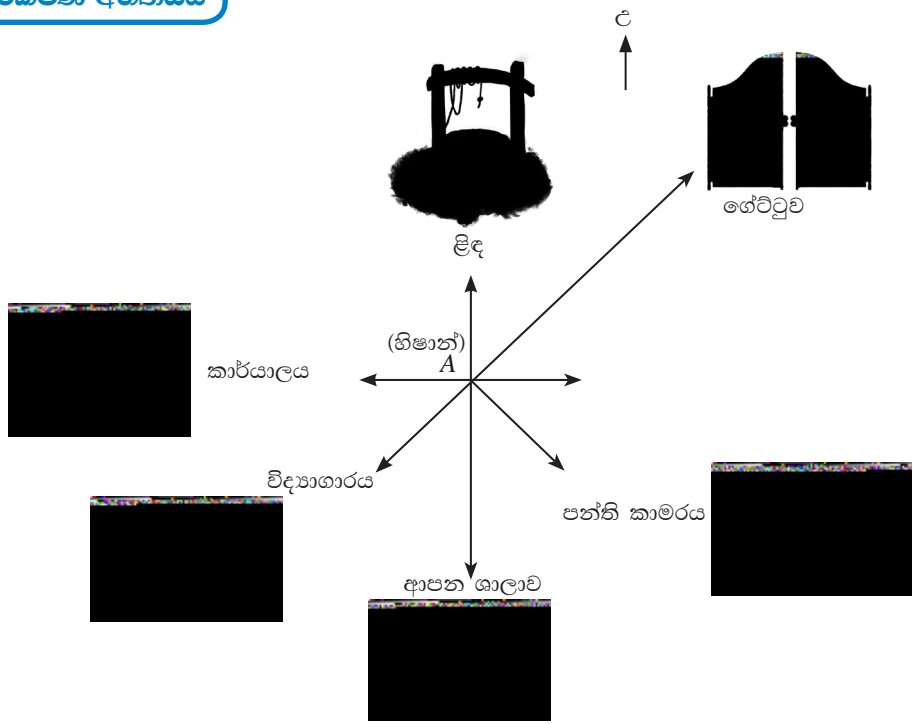 උ
ගේට්ටුව
ළිඳ
(හිෂාන්)
A
කාර්යාලය
විද්‍යාගාරය
පන්ති කාමරය
ආපන ශාලාව